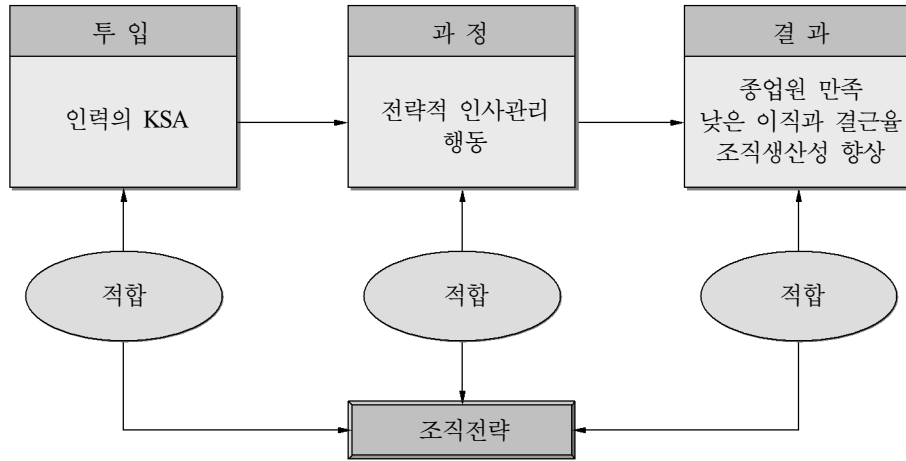 투 입
인력의 KSA
과 정
전략적 인사관리
행동
결 과
종업원 만족
낮은 이직과 결근율
조직생산성 향상
적합
적합
적합
조직전략